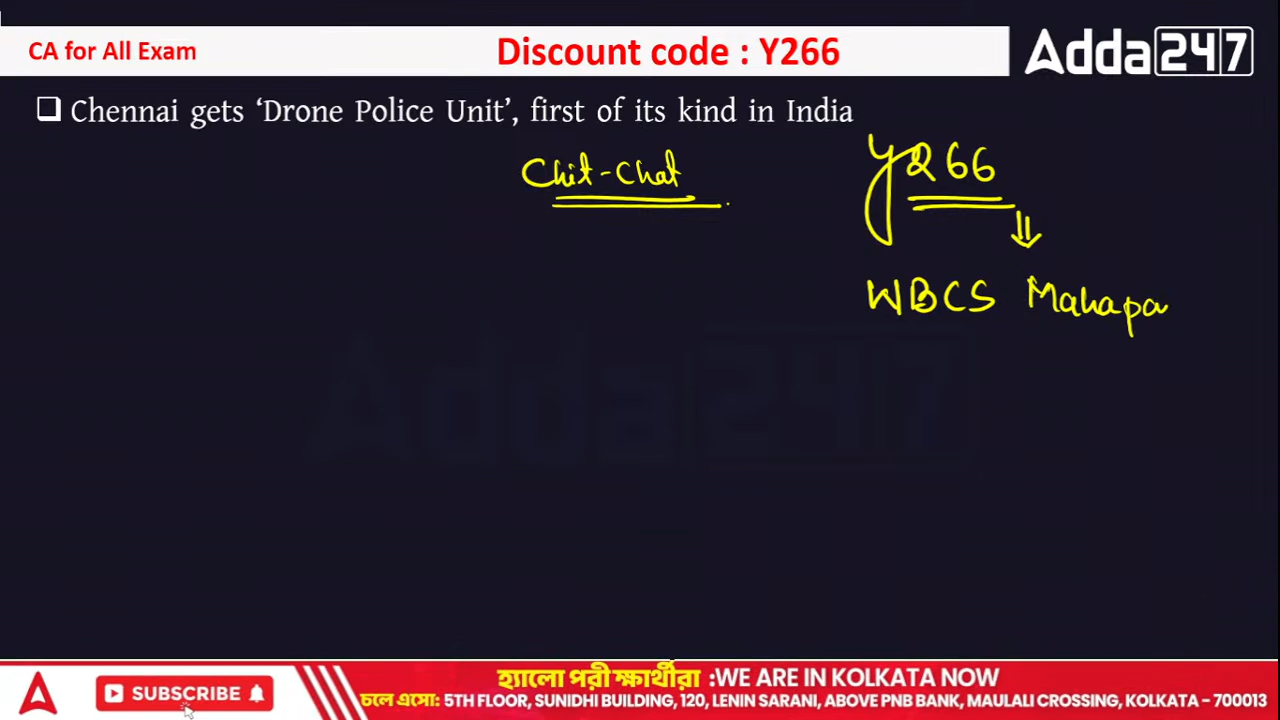 CA for All Exam
Discount code : Y266
Adda247
❑ Chennai gets ‘Drone Police Unit’, first of its kind in India
Chit-Chat
Y266
WBCS Mahapa
Adda247
SUBSCRIBE
হ্যালো পরীক্ষার্থীরা :WE ARE IN KOLKATA NOW
চলে এসো: 5TH FLOOR, SUNIDHI BUILDING, 120, LENIN SARANI, ABOVE PNB BANK, MAULALI CROSSING, KOLKATA - 700013